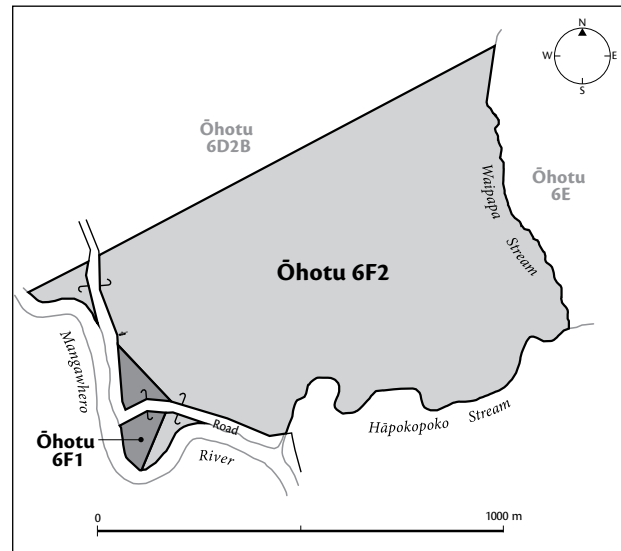 N
W E
S
Ōhotu
6D2B
Ōhotu
6E
Waipapa
Stream
Ōhotu 6F2
Mangawhero
Road
Hāpokopoko Stream
Ōhotu
6F1
River
0 1000 m